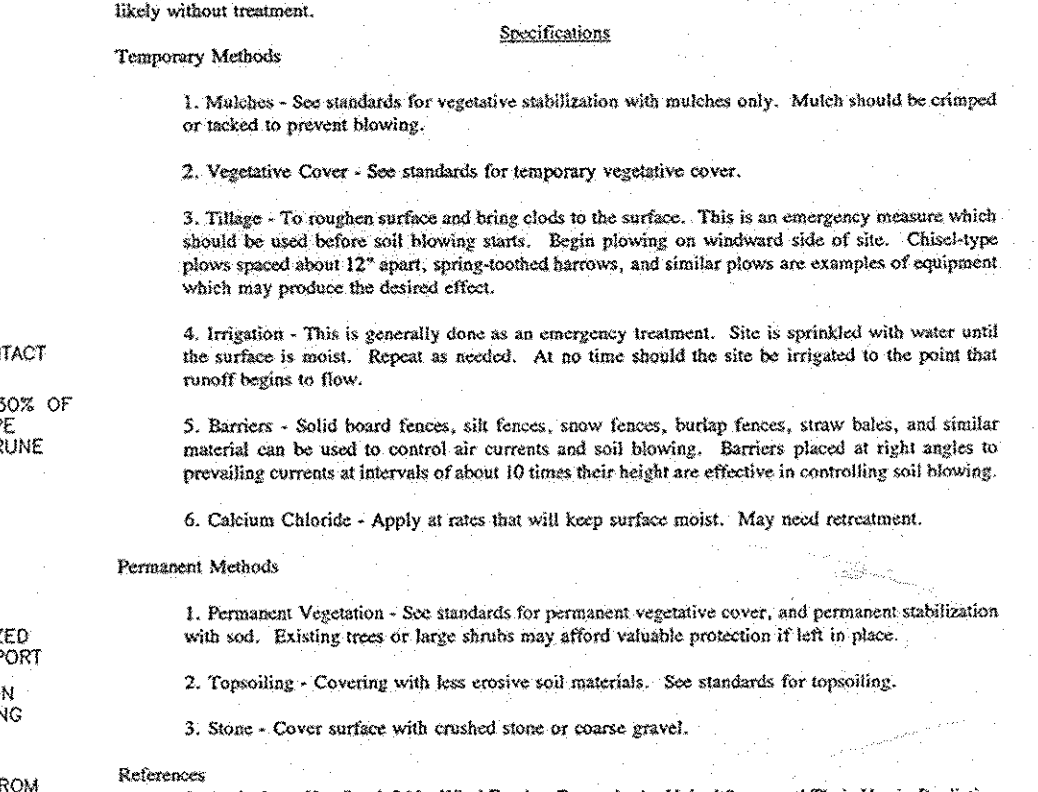 likely without treatment.
Specifications
Temporary Methods
1. Mulches - See standards for vegetative stabilization with mulches only. Mulch should be crimped
or tacked to prevent blowing.
2. Vegetative Cover - See standards for temporary vegetative cover.
3. Tillage - To roughen surface and bring clods to the surface. This is an emergency measure which
should be used before soil blowing starts. Begin plowing on windward side of site. Chisel-type
plows spaced about 12" apart, spring-toothed harrows, and similar plows are examples of equipment
which may produce the desired effect.
4. Irrigation - This is generally done as an emergency treatment. Site is sprinkled with water until
the surface is moist. Repeat as needed. At no time should the site be irrigated to the point that
runoff begins to flow.
5. Barriers - Solid board fences, silt fences, snow fences, burlap fences, straw bales, and similar
material can be used to control air currents and soil blowing. Barriers placed at right angles to
prevailing currents at intervals of about 10 times their height are effective in controlling soil blowing.
6. Calcium Chloride - Apply at rates that will keep surface moist. May need retreatment.
Permanent Methods
1. Permanent Vegetation - See standards for permanent vegetative cover, and permanent stabilization
with sod. Existing trees or large shrubs may afford valuable protection if left in place.
2. Topsoiling - Covering with less erosive soil materials. See standards for topsoiling.
3. Stone - Cover surface with crushed stone or coarse gravel.
References
TACT
30% OF
PE
RUNE
ZED
PORT
N
NG
ROM